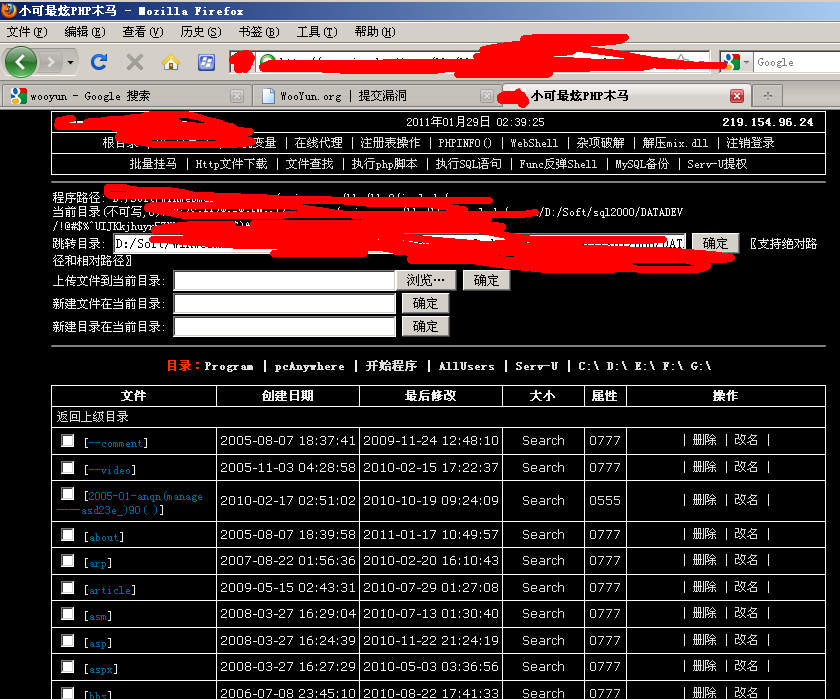 小可最炫PHP木马 - Mozilla Firefox
文件(F) 编辑(E) 查看(V) 历史(S) 书签(B) 工具(T) 帮助(H)
Google
wooyun - Google 搜索 WooYun.org | 提交漏洞 小可最炫PHP木马
2011年01月29日 02:39:25 219.154.96.24
变量 | 在线代理 | 注册表操作 | PHPINFO() | WebShell | 杂项破解 | 解压mix.dll | 注销登录
批量挂马 | Http文件下载 | 文件查找 | 执行php脚本 | 执行SQL语句 | Func反弹Shell | MySQL备份 | Serv-U提权
程序路径:
当前目录(不可写, /D:/Soft/sql2000/DATADEV
跳转目录: D:/Soft/ 确定 〖支持绝对路
径和相对路径〗
上传文件到当前目录: 浏览… 确定
新建文件在当前目录: 确定
新建目录在当前目录: 确定
目录：Program | pcAnywhere | 开始程序 | AllUsers | Serv-U | C:\ D:\ E:\ F:\ G:\
文件 创建日期 最后修改 大小 属性 操作
返回上级目录
[--comment] 2005-08-07 18:37:41 2009-11-24 12:48:10 Search 0777 | 删除 | 改名 |
[--video] 2005-11-03 04:28:58 2010-02-15 17:22:37 Search 0777 | 删除 | 改名 |
[2005-01-anqn(manage
——asd23e_)90(.)] 2010-02-17 02:51:02 2010-10-19 09:24:09 Search 0555 | 删除 | 改名 |
[about] 2005-08-07 18:39:58 2011-01-17 10:49:57 Search 0777 | 删除 | 改名 |
[arp] 2007-08-22 01:56:36 2010-02-20 16:10:43 Search 0777 | 删除 | 改名 |
[article] 2009-05-15 02:43:31 2010-07-29 01:27:08 Search 0777 | 删除 | 改名 |
[asm] 2008-03-27 16:29:04 2010-07-13 01:30:40 Search 0777 | 删除 | 改名 |
[asp] 2008-03-27 16:24:39 2010-11-22 21:24:19 Search 0777 | 删除 | 改名 |
[aspx] 2008-03-27 16:27:29 2010-05-03 03:36:56 Search 0777 | 删除 | 改名 |
[bbs] 2006-07-08 23:45:10 2010-08-22 17:41:33 Search 0777 | 删除 | 改名 |